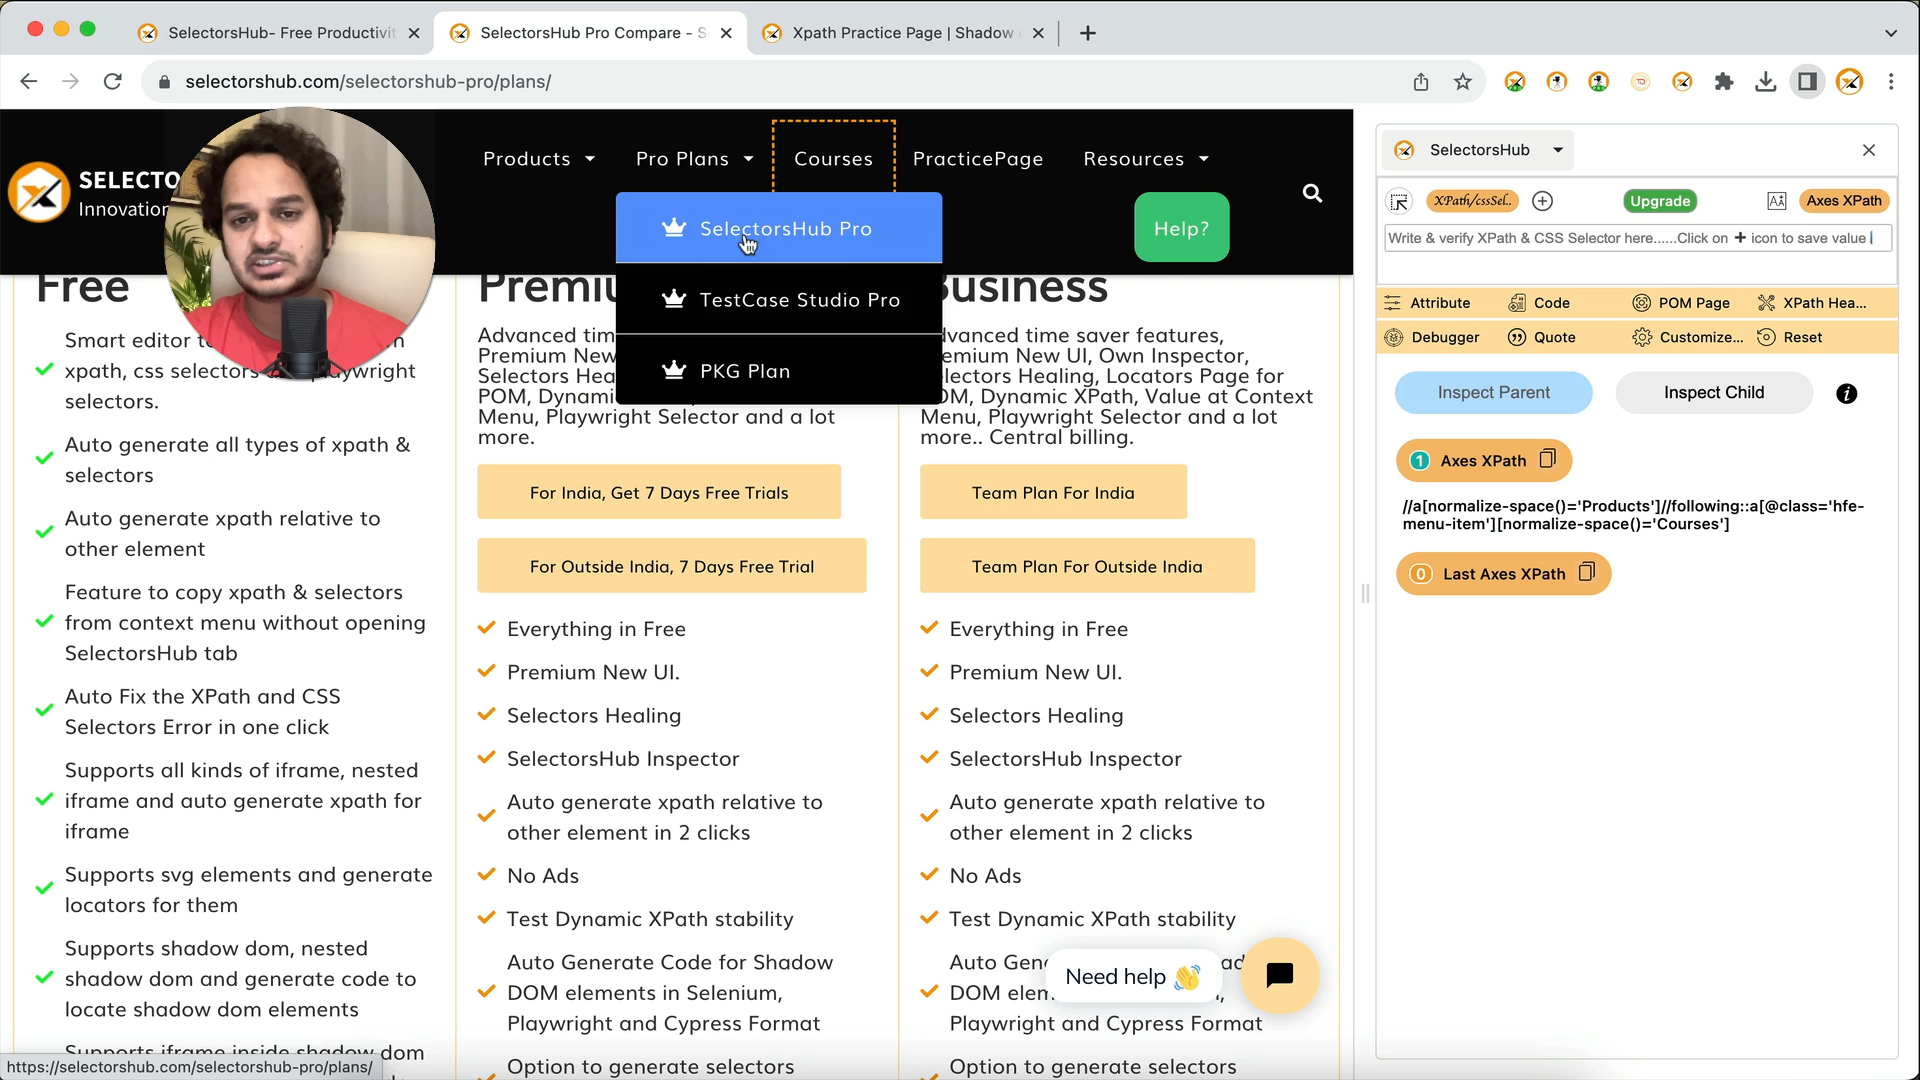 SelectorsHub- Free Productivit
SelectorsHub Pro Compare - S
Xpath Practice Page | Shadow
selectorshub.com/selectorshub-pro/plans/
SELECTO
Innovation
Products
Pro Plans
Courses
PracticePage
Resources
SelectorsHub Pro
TestCase Studio Pro
PKG Plan
Help?
Free
Smart editor t
xpath, css selectors playwright
selectors.
Auto generate all types of xpath &
selectors
Auto generate xpath relative to
other element
Feature to copy xpath & selectors
from context menu without opening
SelectorsHub tab
Auto Fix the XPath and CSS
Selectors Error in one click
Supports all kinds of iframe, nested
iframe and auto generate xpath for
iframe
Supports svg elements and generate
locators for them
Supports shadow dom, nested
shadow dom and generate code to
locate shadow dom elements
Supports iframe inside shadow dom
https://selectorshub.com/selectorshub-pro/plans/
Premiu
Advanced tim
Premium New
Selectors Hea
POM, Dynami
Menu, Playwright Selector and a lot
more.
For India, Get 7 Days Free Trials
For Outside India, 7 Days Free Trial
Everything in Free
Premium New UI.
Selectors Healing
SelectorsHub Inspector
Auto generate xpath relative to
other element in 2 clicks
No Ads
Test Dynamic XPath stability
Auto Generate Code for Shadow
DOM elements in Selenium,
Playwright and Cypress Format
Option to generate selectors
usiness
dvanced time saver features,
emium New UI, Own Inspector,
lectors Healing, Locators Page for
OM, Dynamic XPath, Value at Context
Menu, Playwright Selector and a lot
more.. Central billing.
Team Plan For India
Team Plan For Outside India
Everything in Free
Premium New UI.
Selectors Healing
SelectorsHub Inspector
Auto generate xpath relative to
other element in 2 clicks
No Ads
Test Dynamic XPath stability
Auto Gen ad
DOM elem ,
Playwright and Cypress Format
Option to generate selectors
Need help 👋
SelectorsHub
XPath/cssSel..
Upgrade
Axes XPath
Write & verify XPath & CSS Selector here......Click on + icon to save value
Attribute
Code
POM Page
XPath Hea...
Debugger
Quote
Customize...
Reset
Inspect Parent
Inspect Child
1 Axes XPath
//a[normalize-space()='Products']//following::a[@class='hfe-
menu-item'][normalize-space()='Courses']
0 Last Axes XPath